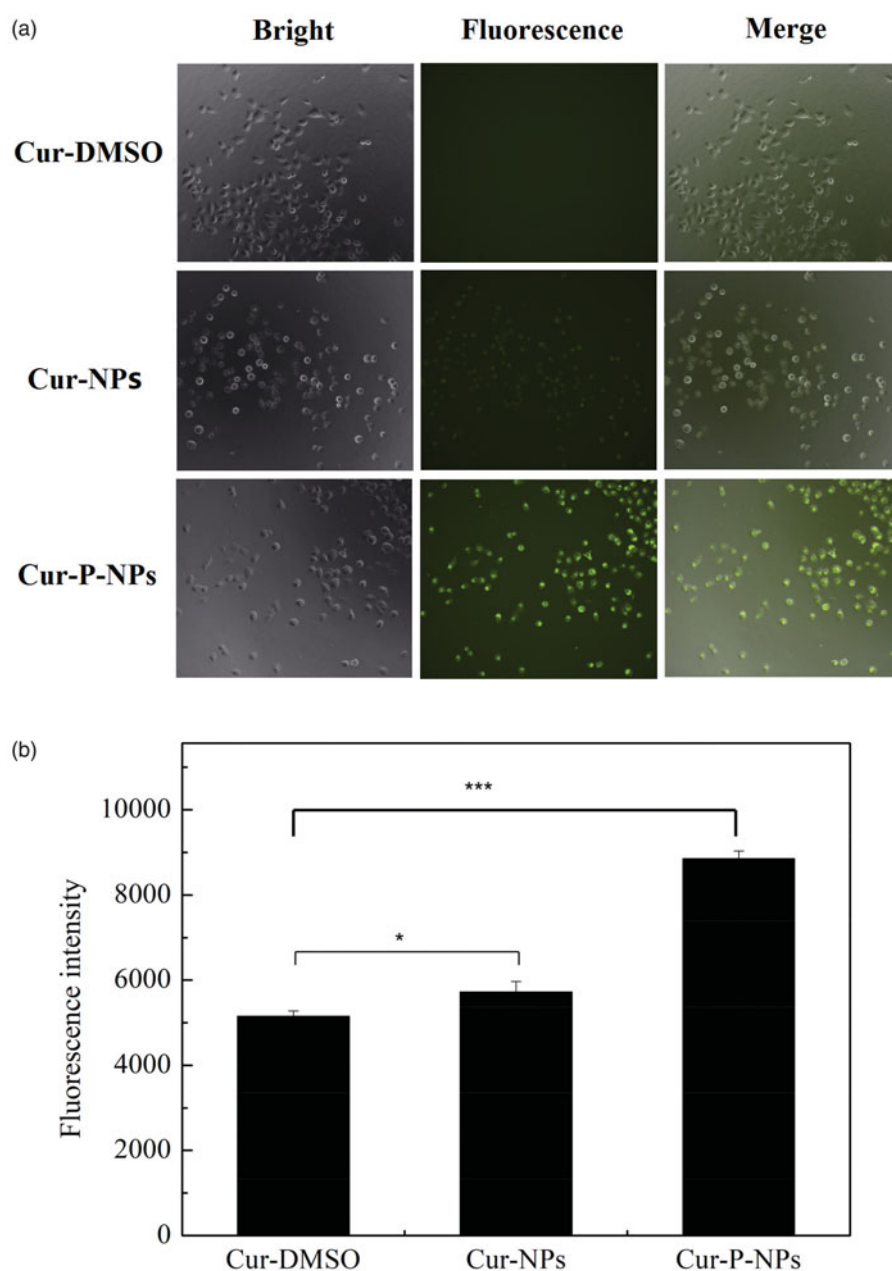 (a)
Bright Fluorescence Merge
Cur-DMSO
Cur-NPs
Cur-P-NPs
(b)
Fluorescence intensity
10000
8000
6000
4000
2000
0
***
*
Cur-DMSO Cur-NPs Cur-P-NPs